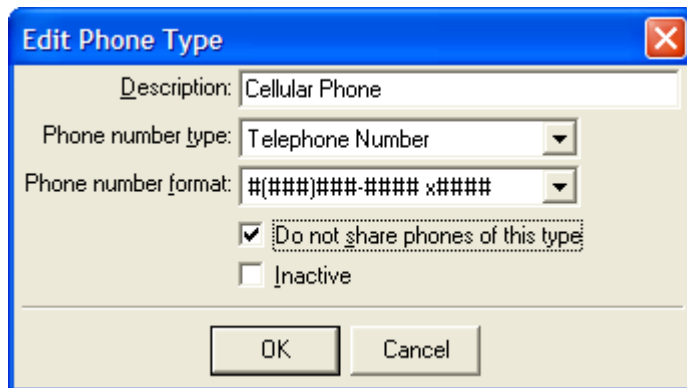 Edit Phone Type
Description: Cellular Phone
Phone number type: Telephone Number
Phone number format: #(###)###-#### x####
Do not share phones of this type
Inactive
OK Cancel